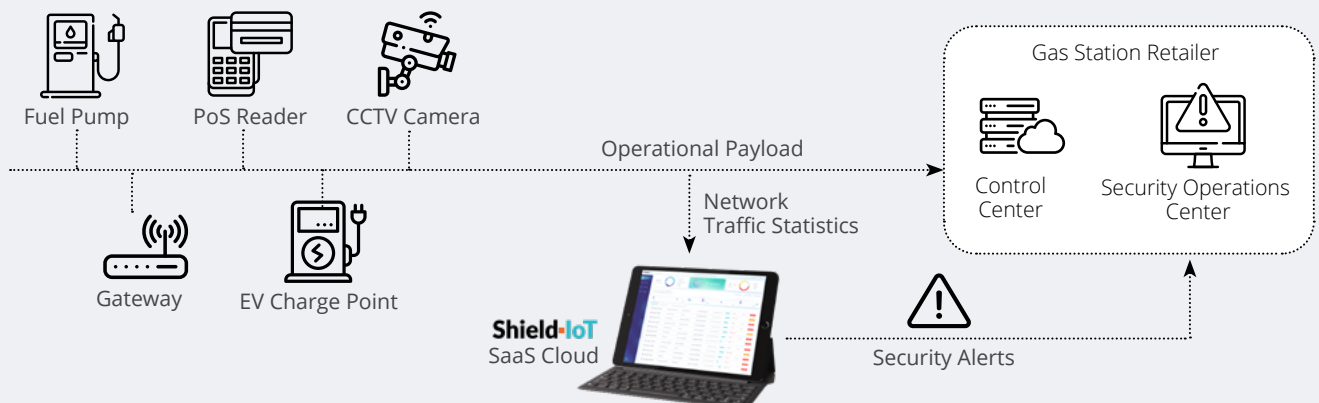 Gas Station Retailer
Fuel Pump
PoS Reader
CCTV Camera
Operational Payload
Control
Center
Security Operations
Center
Network
Traffic Statistics
Gateway
EV Charge Point
Shield-IoT
SaaS Cloud
Security Alerts